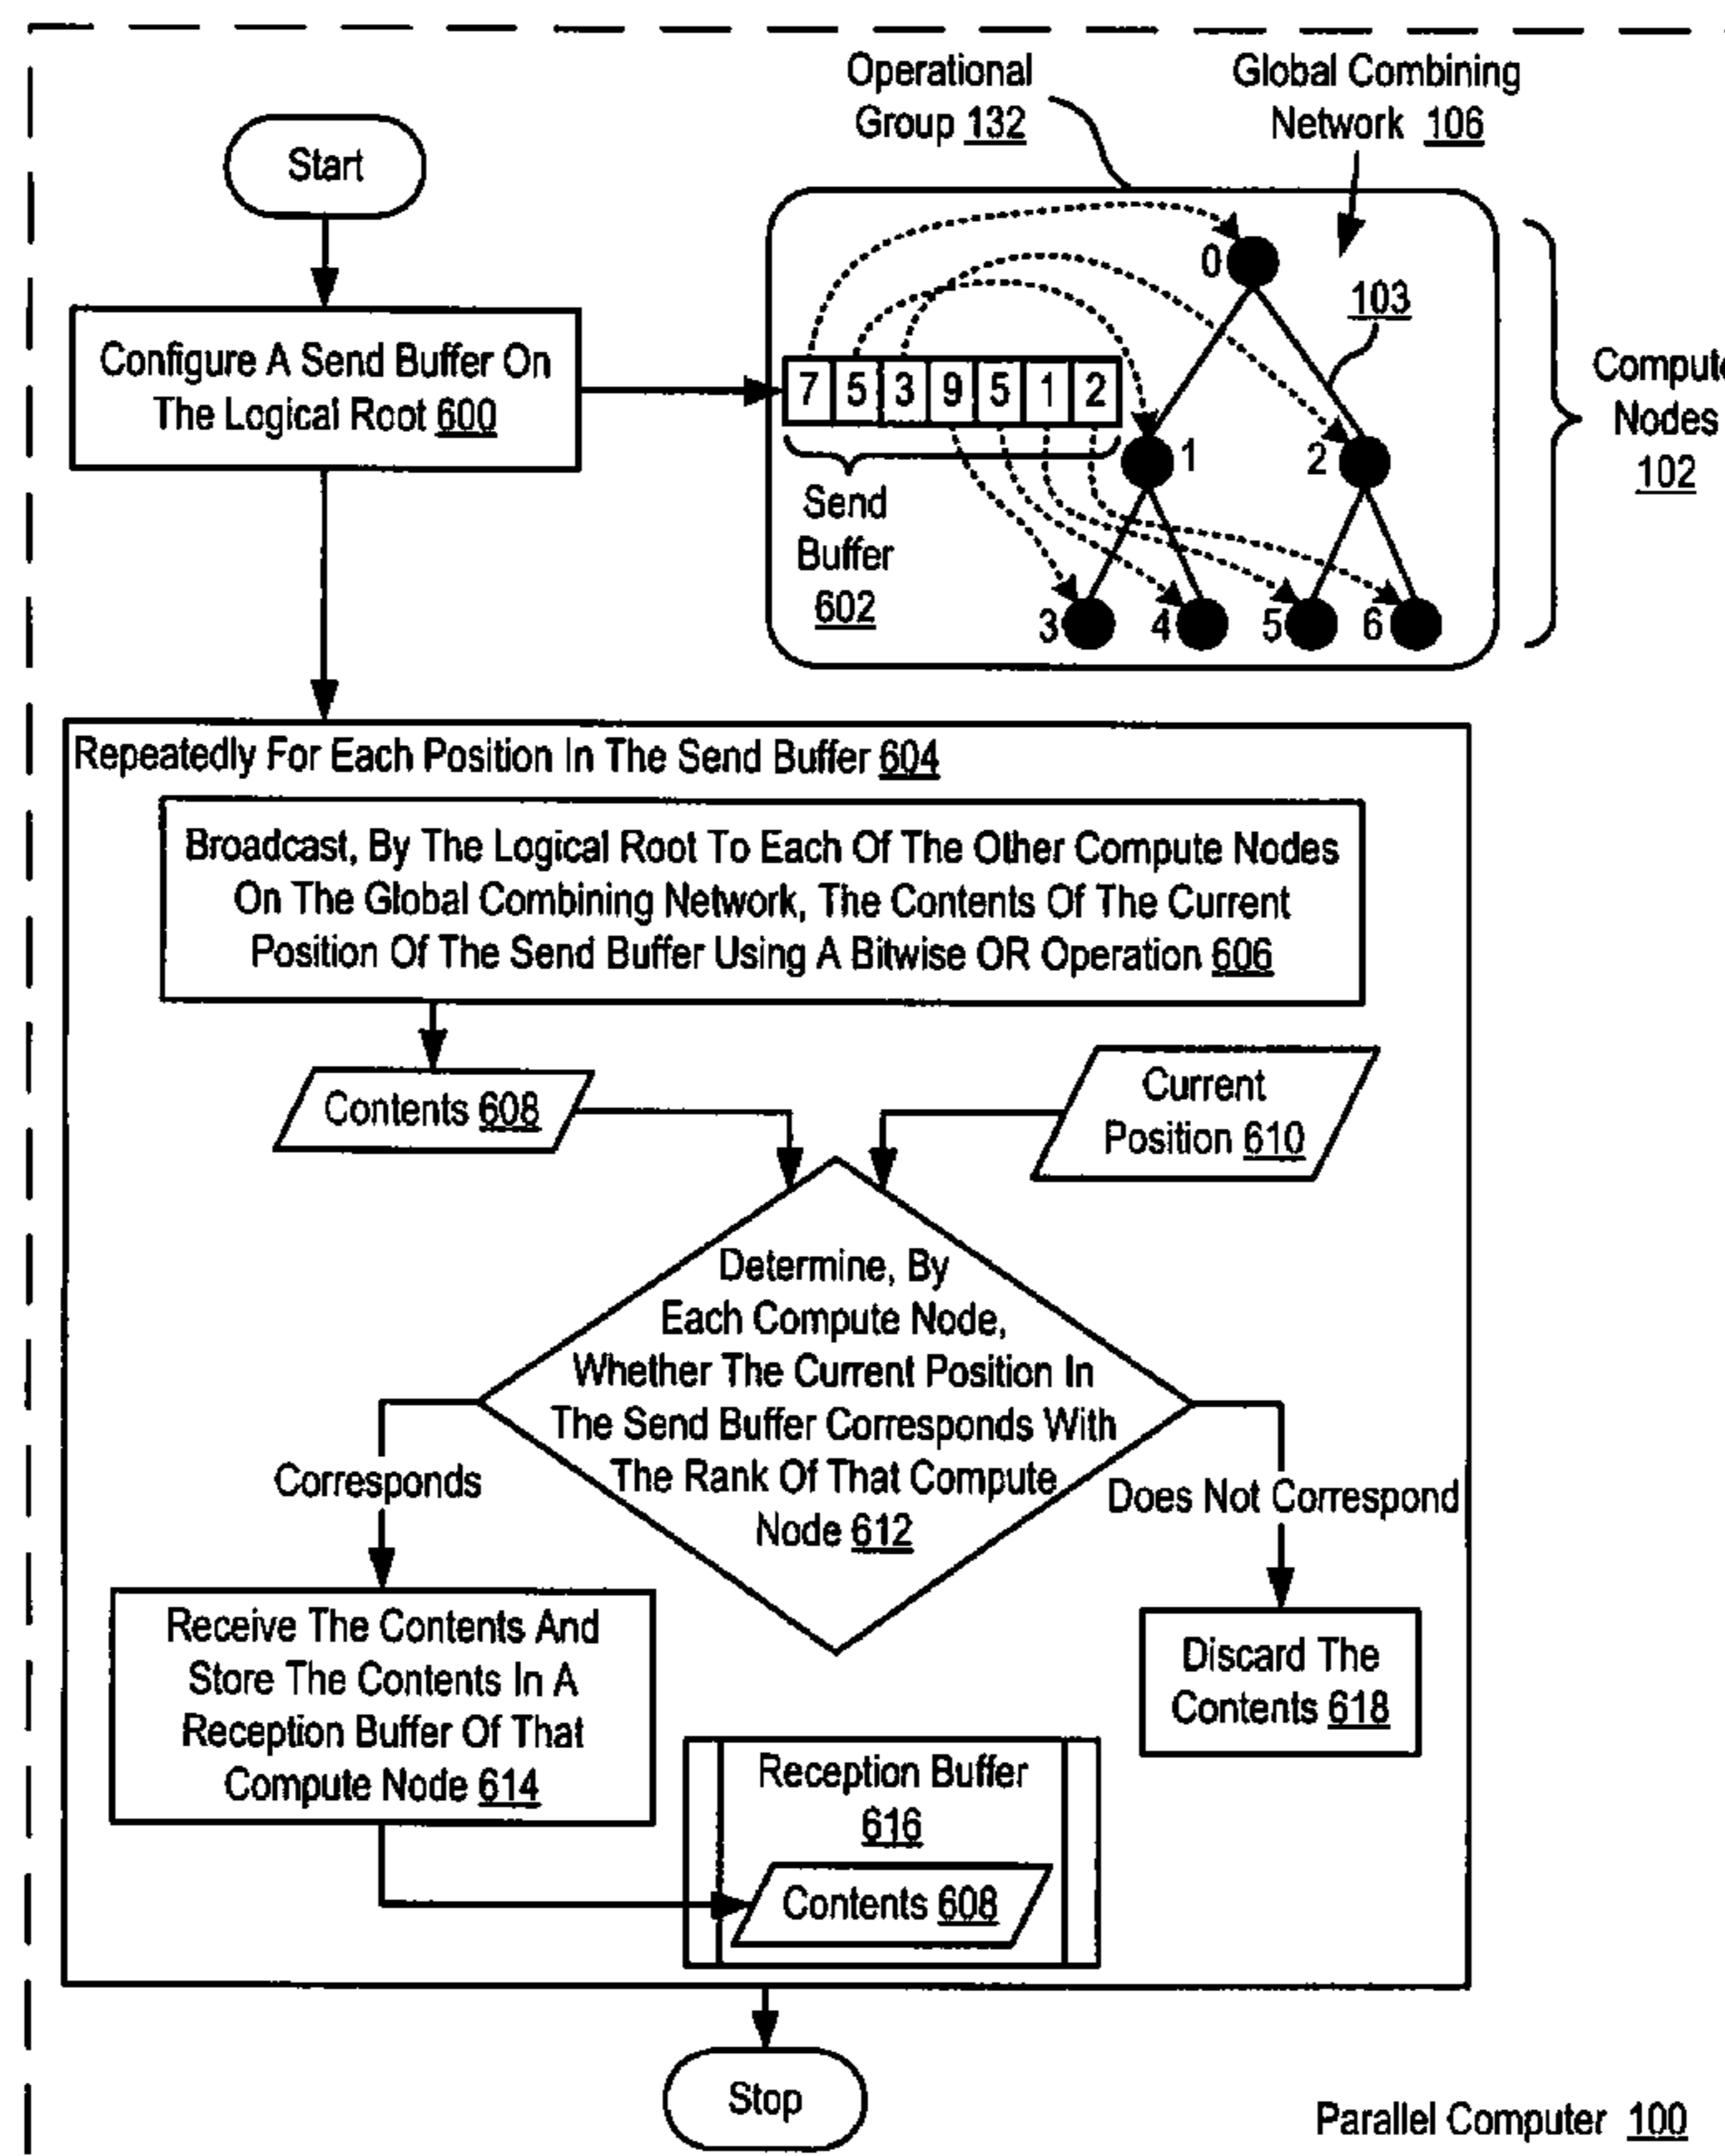 Operational
Group 132
Global Combining
Network 106
Start
0
103
Configure A Send Buffer On
The Logical Root 600
7 5 3 9 5 1 2
Compute
Nodes
102
1
2
Send
Buffer
602
3
4
5
6
Repeatedly For Each Position In The Send Buffer 604
Broadcast, By The Logical Root To Each Of The Other Compute Nodes
On The Global Combining Network, The Contents Of The Current
Position Of The Send Buffer Using A Bitwise OR Operation 606
Contents 608
Current
Position 610
Determine, By
Each Compute Node,
Whether The Current Position In
The Send Buffer Corresponds With
The Rank Of That Compute
Node 612
Corresponds
Does Not Correspond
Receive The Contents And
Store The Contents In A
Reception Buffer Of That
Compute Node 614
Discard The
Contents 618
Reception Buffer
616
Contents 608
Stop
Parallel Computer 100